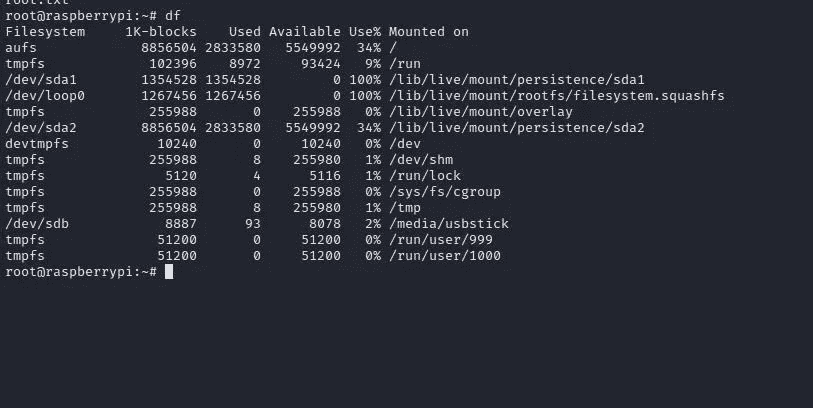 root.txt
root@raspberrypi:~# df
Filesystem     1K-blocks    Used Available Use% Mounted on
aufs             8856504 2833580   5549992  34% /
tmpfs             102396    8972     93424   9% /run
/dev/sda1        1354528 1354528         0 100% /lib/live/mount/persistence/sda1
/dev/loop0       1267456 1267456         0 100% /lib/live/mount/rootfs/filesystem.squashfs
tmpfs             255988       0    255988   0% /lib/live/mount/overlay
/dev/sda2        8856504 2833580   5549992  34% /lib/live/mount/persistence/sda2
devtmpfs           10240       0     10240   0% /dev
tmpfs             255988       8    255980   1% /dev/shm
tmpfs               5120       4      5116   1% /run/lock
tmpfs             255988       0    255988   0% /sys/fs/cgroup
tmpfs             255988       8    255980   1% /tmp
/dev/sdb            8887      93      8078   2% /media/usbstick
tmpfs              51200       0     51200   0% /run/user/999
tmpfs              51200       0     51200   0% /run/user/1000
root@raspberrypi:~#